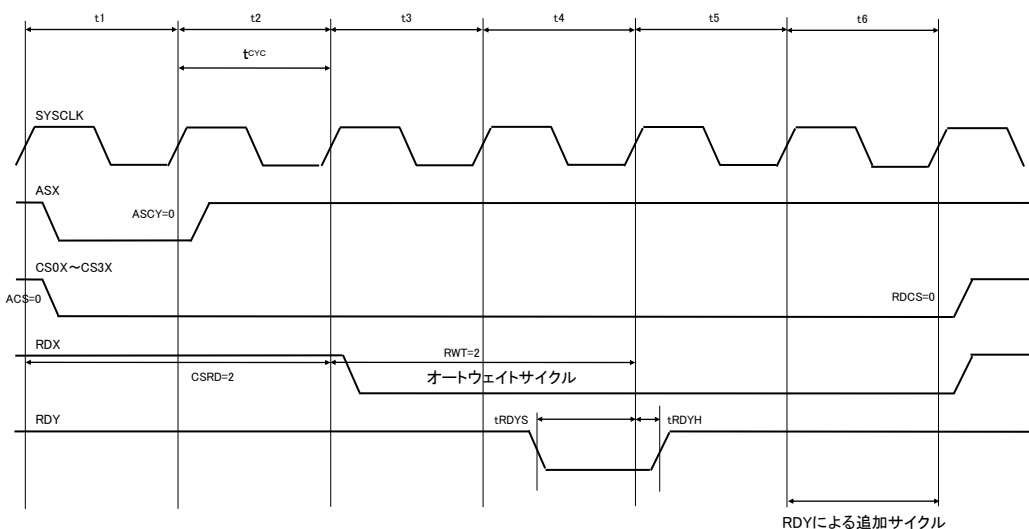 t1 t2 t3 t4 t5 t6
tCYC
SYSCLK
ASX
ASCY=0
CS0X～CS3X
ACS=0
RDCS=0
RDX
RWT=2
CSRD=2
オートウェイトサイクル
RDY
tRDYS
tRDYH
RDYによる追加サイクル